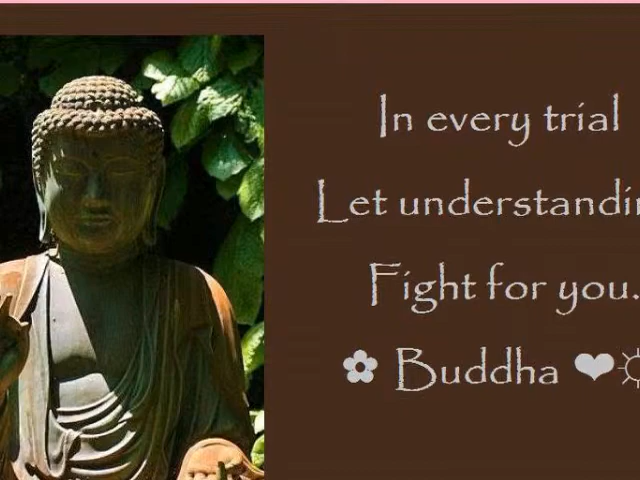 In every trial
Let understandin
Fight for you.
✿ Buddha ❤☼